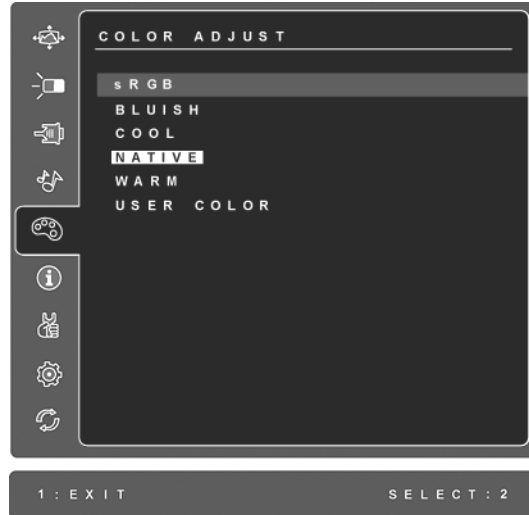 COLOR ADJUST
sRGB
BLUISH
COOL
NATIVE
WARM
USER COLOR
1:EXIT SELECT:2